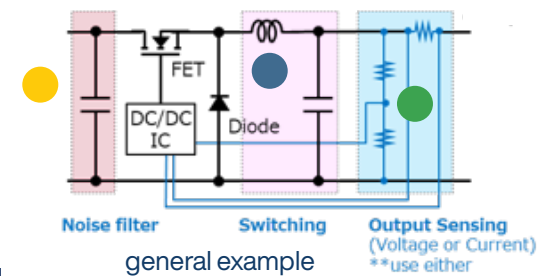 FET
DC/DC
IC
Diode
Noise filter
Switching
Output Sensing
(Voltage or Current)
**use either
general example